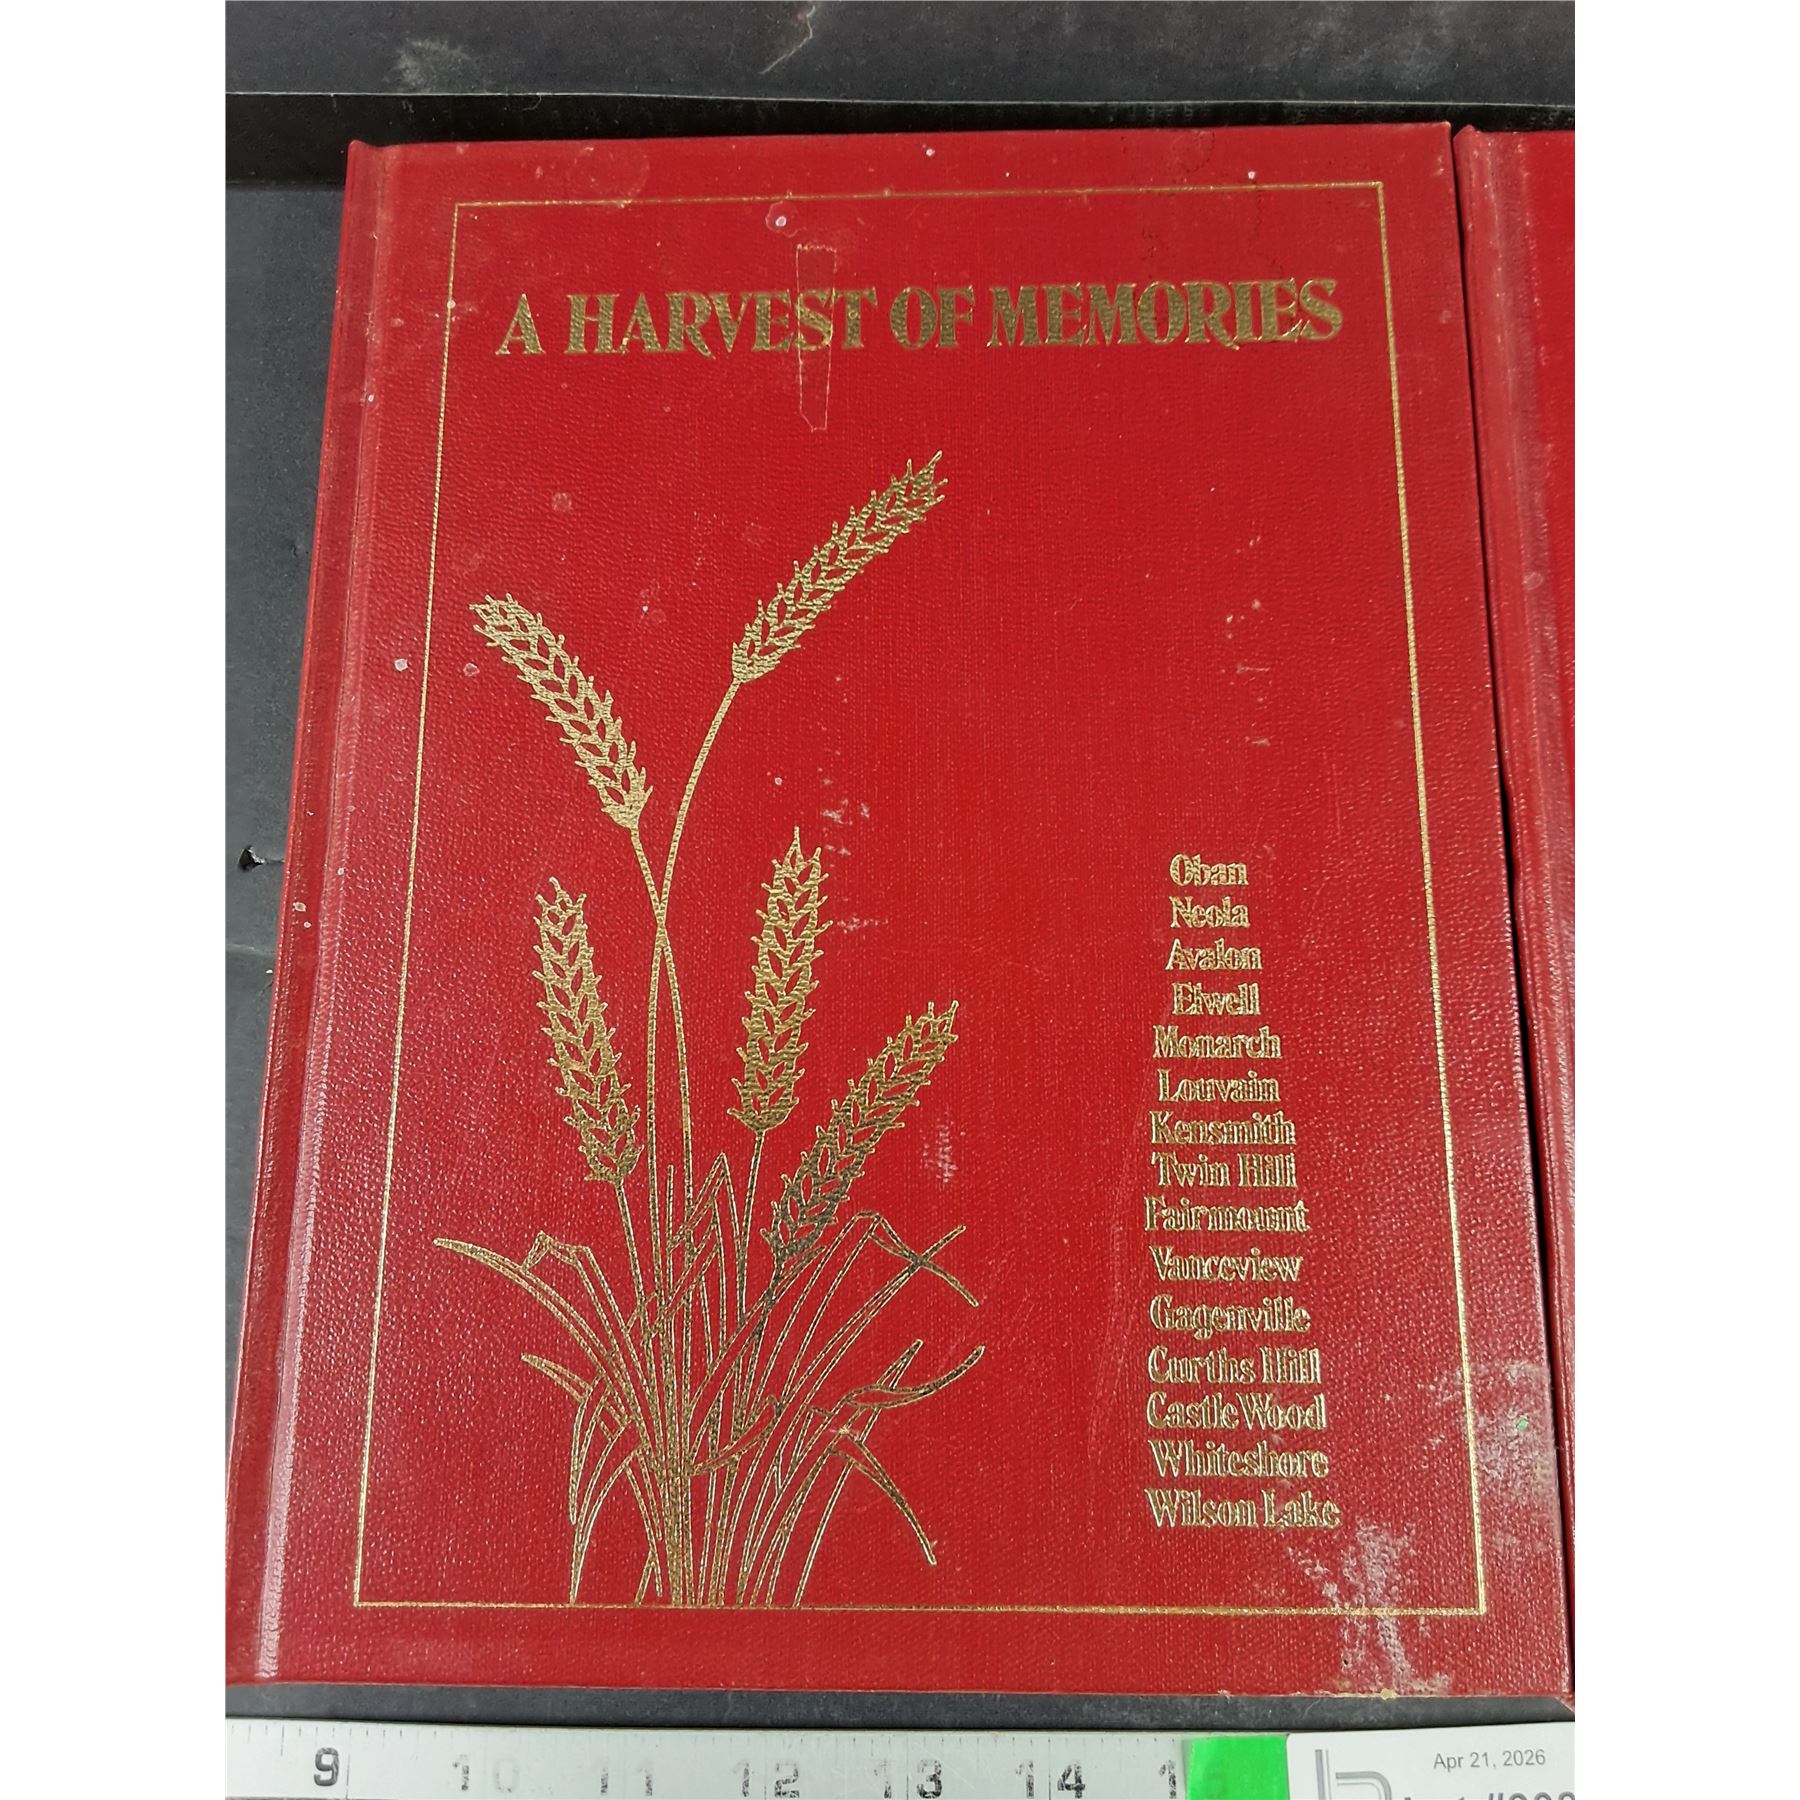 A HARVEST OF MEMORIES
Oban
Neola
Avalon
Elwell
Monarch
Louvain
Kensmith
Twin Hill
Fairmount
Vanceview
Gagenville
Curths Hill
Castle Wood
Whiteshore
Wilson Lake
9 10 11 12 13 14
Apr 21, 2026